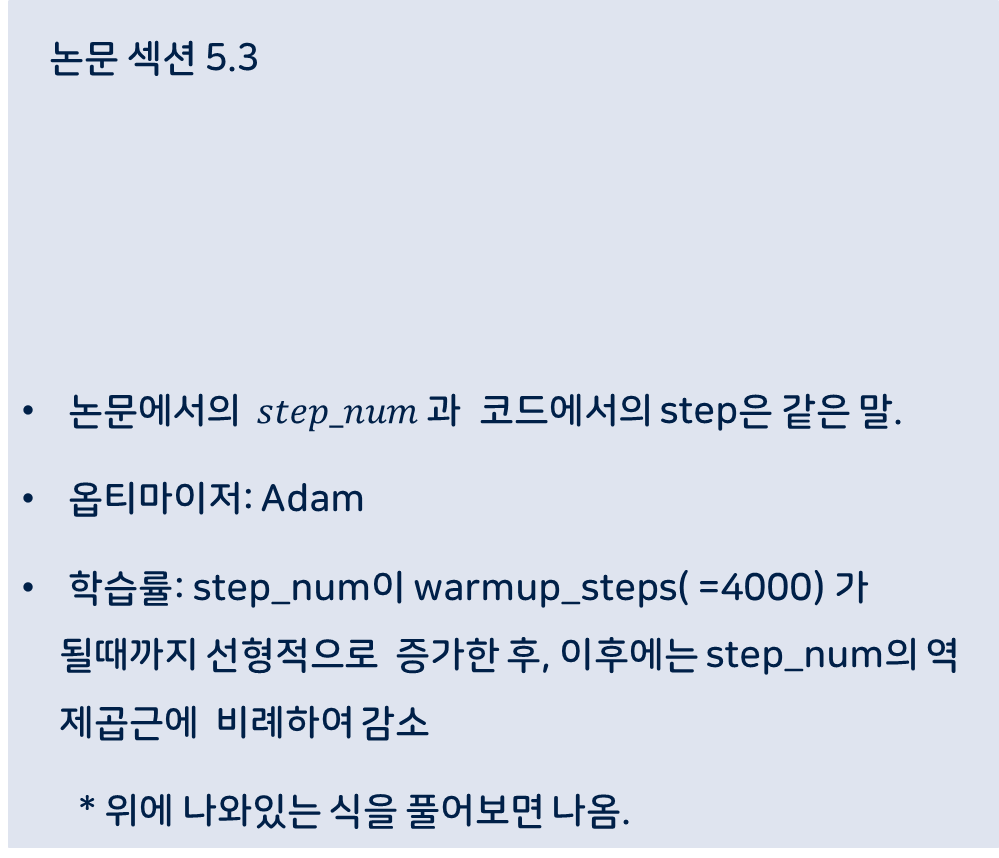 논문 섹션 5.3
• 논문에서의 step_num 과 코드에서의 step은 같은 말.
• 옵티마이저: Adam
• 학습률: step_num이 warmup_steps( =4000) 가
될때까지 선형적으로 증가한 후, 이후에는 step_num의 역
제곱근에 비례하여 감소
* 위에 나와있는 식을 풀어보면 나옴.